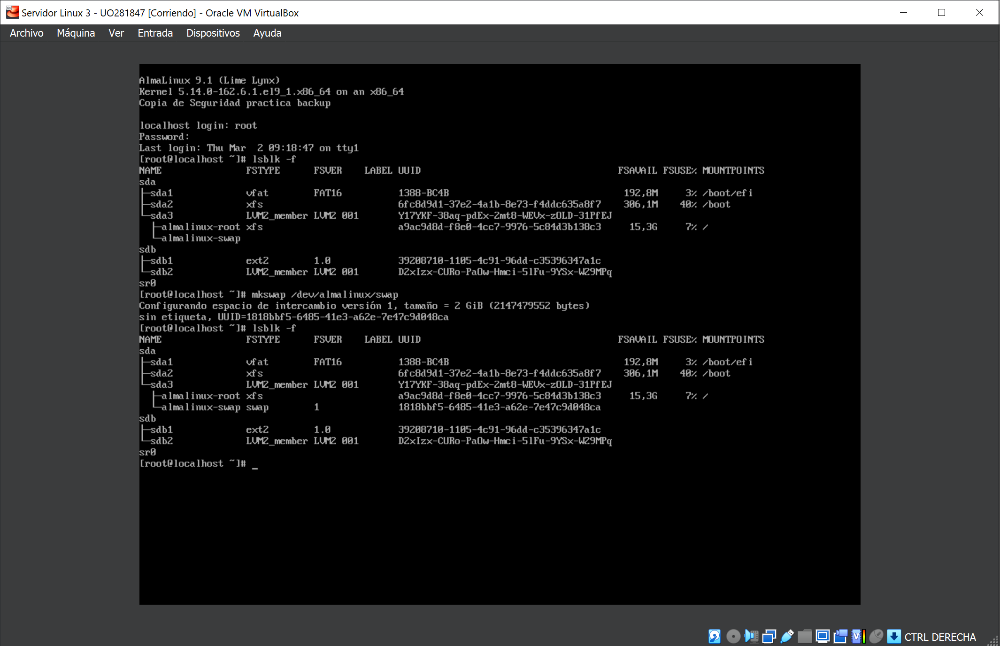 Servidor Linux 3 - UO281847 [Corriendo] - Oracle VM VirtualBox
Archivo Máquina Ver Entrada Dispositivos Ayuda
AlmaLinux 9.1 (Lime Lynx)
Kernel 5.14.0-162.6.1.el9_1.x86_64 on an x86_64
Copia de Seguridad practica backup
localhost login: root
Password:
Last login: Thu Mar  2 09:18:47 on tty1
[root@localhost ~]# lsblk -f
NAME FSTYPE FSVER LABEL UUID FSAVAIL FSUSE% MOUNTPOINTS
sda
├─sda1 vfat FAT16 1388-BC4B 192,8M 3% /boot/efi
├─sda2 xfs 6fc8d9d1-37e2-4a1b-8e73-f4ddc635a8f7 306,1M 40% /boot
└─sda3 LVM2_member LVM2 001 Y17YKF-38aq-pdEx-2mt8-WEVx-zOLD-31PfEJ
├─almalinux-root xfs a9ac9d8d-f8e0-4cc7-9976-5c84d3b138c3 15,3G 7% /
└─almalinux-swap
sdb
├─sdb1 ext2 1.0 39208710-1105-4c91-96dd-c35396347a1c
└─sdb2 LVM2_member LVM2 001 D2xIzx-CURo-PaOw-Hmci-5lFu-9YSx-W29MPq
sr0
[root@localhost ~]# mkswap /dev/almalinux/swap
Configurando espacio de intercambio versión 1, tamaño = 2 GiB (2147479552 bytes)
sin etiqueta, UUID=1818bbf5-6485-41e3-a62e-7e47c9d048ca
[root@localhost ~]# lsblk -f
NAME FSTYPE FSVER LABEL UUID FSAVAIL FSUSE% MOUNTPOINTS
sda
├─sda1 vfat FAT16 1388-BC4B 192,8M 3% /boot/efi
├─sda2 xfs 6fc8d9d1-37e2-4a1b-8e73-f4ddc635a8f7 306,1M 40% /boot
└─sda3 LVM2_member LVM2 001 Y17YKF-38aq-pdEx-2mt8-WEVx-zOLD-31PfEJ
├─almalinux-root xfs a9ac9d8d-f8e0-4cc7-9976-5c84d3b138c3 15,3G 7% /
└─almalinux-swap swap 1 1818bbf5-6485-41e3-a62e-7e47c9d048ca
sdb
├─sdb1 ext2 1.0 39208710-1105-4c91-96dd-c35396347a1c
└─sdb2 LVM2_member LVM2 001 D2xIzx-CURo-PaOw-Hmci-5lFu-9YSx-W29MPq
sr0
[root@localhost ~]# _
CTRL DERECHA